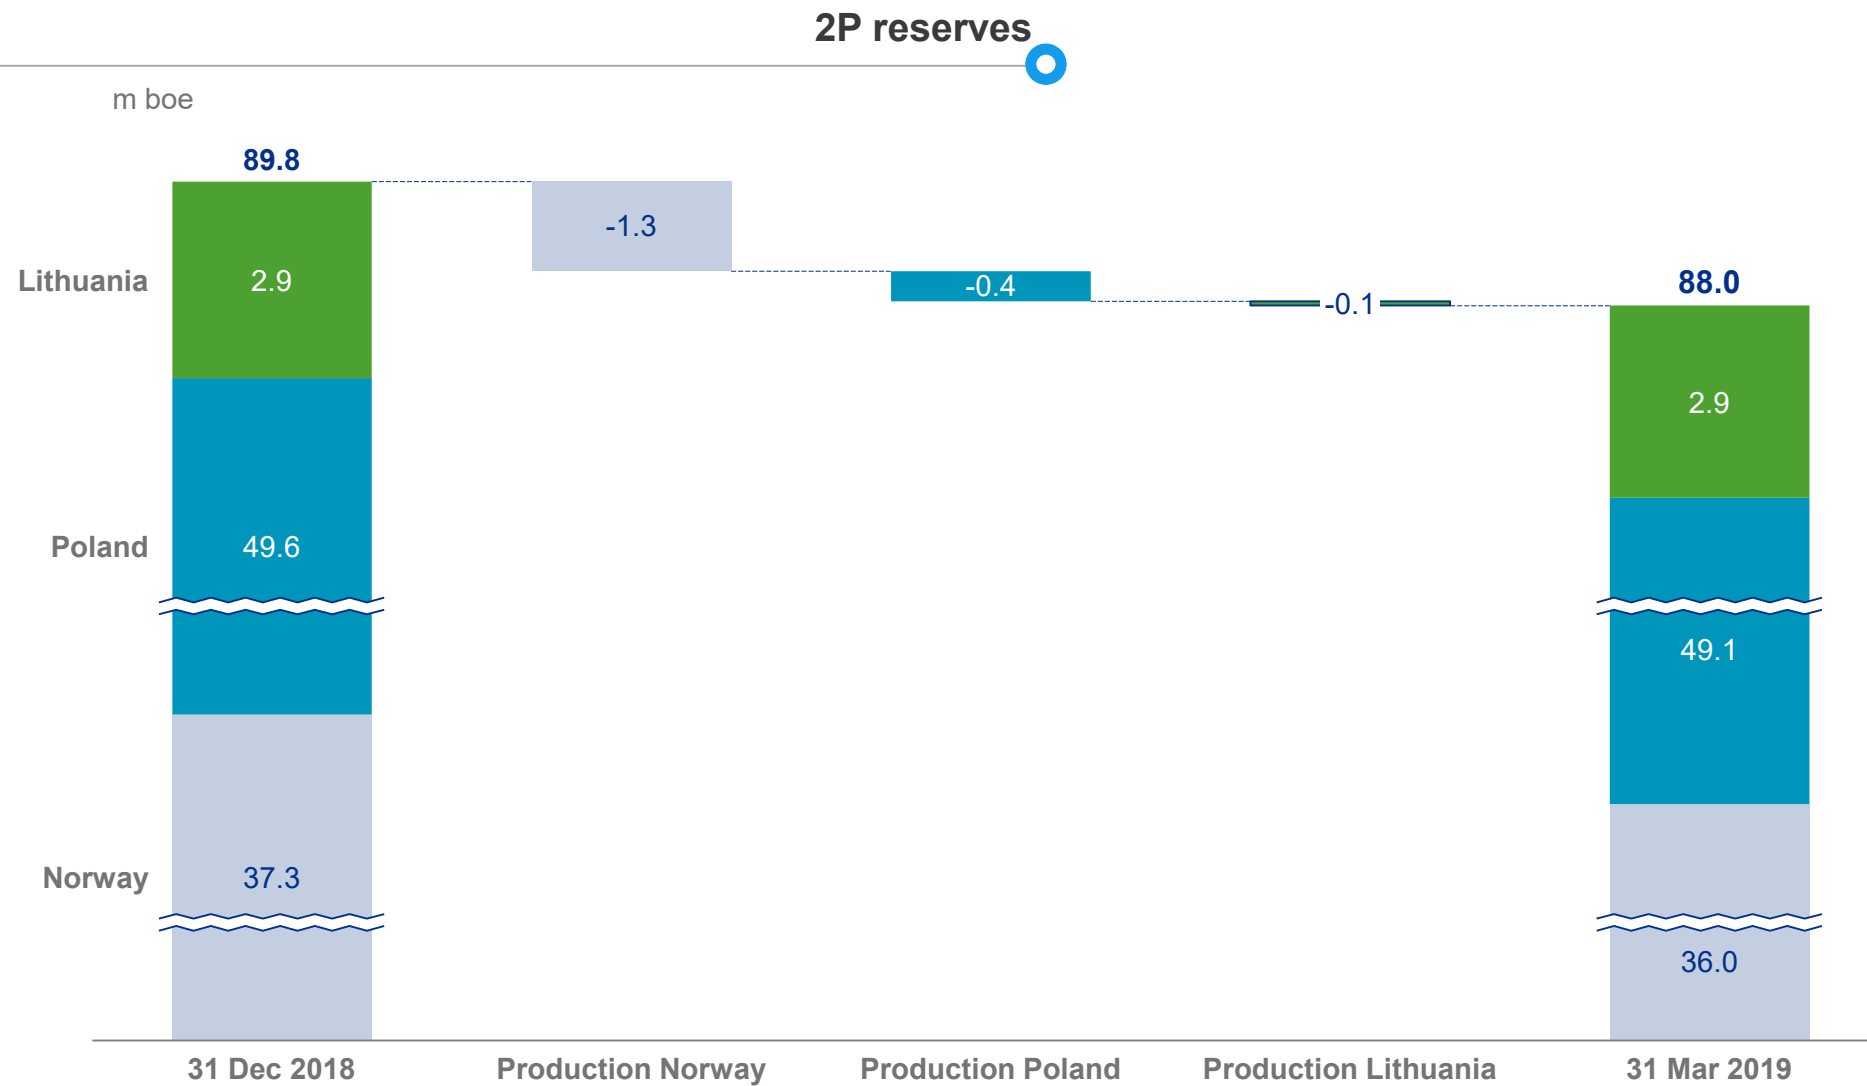 2P reserves
m boe
89.8
-1.3
Lithuania
2.9
-0.4
-0.1
88.0
2.9
Poland
49.6
49.1
Norway
37.3
36.0
31 Dec 2018
Production Norway
Production Poland
Production Lithuania
31 Mar 2019